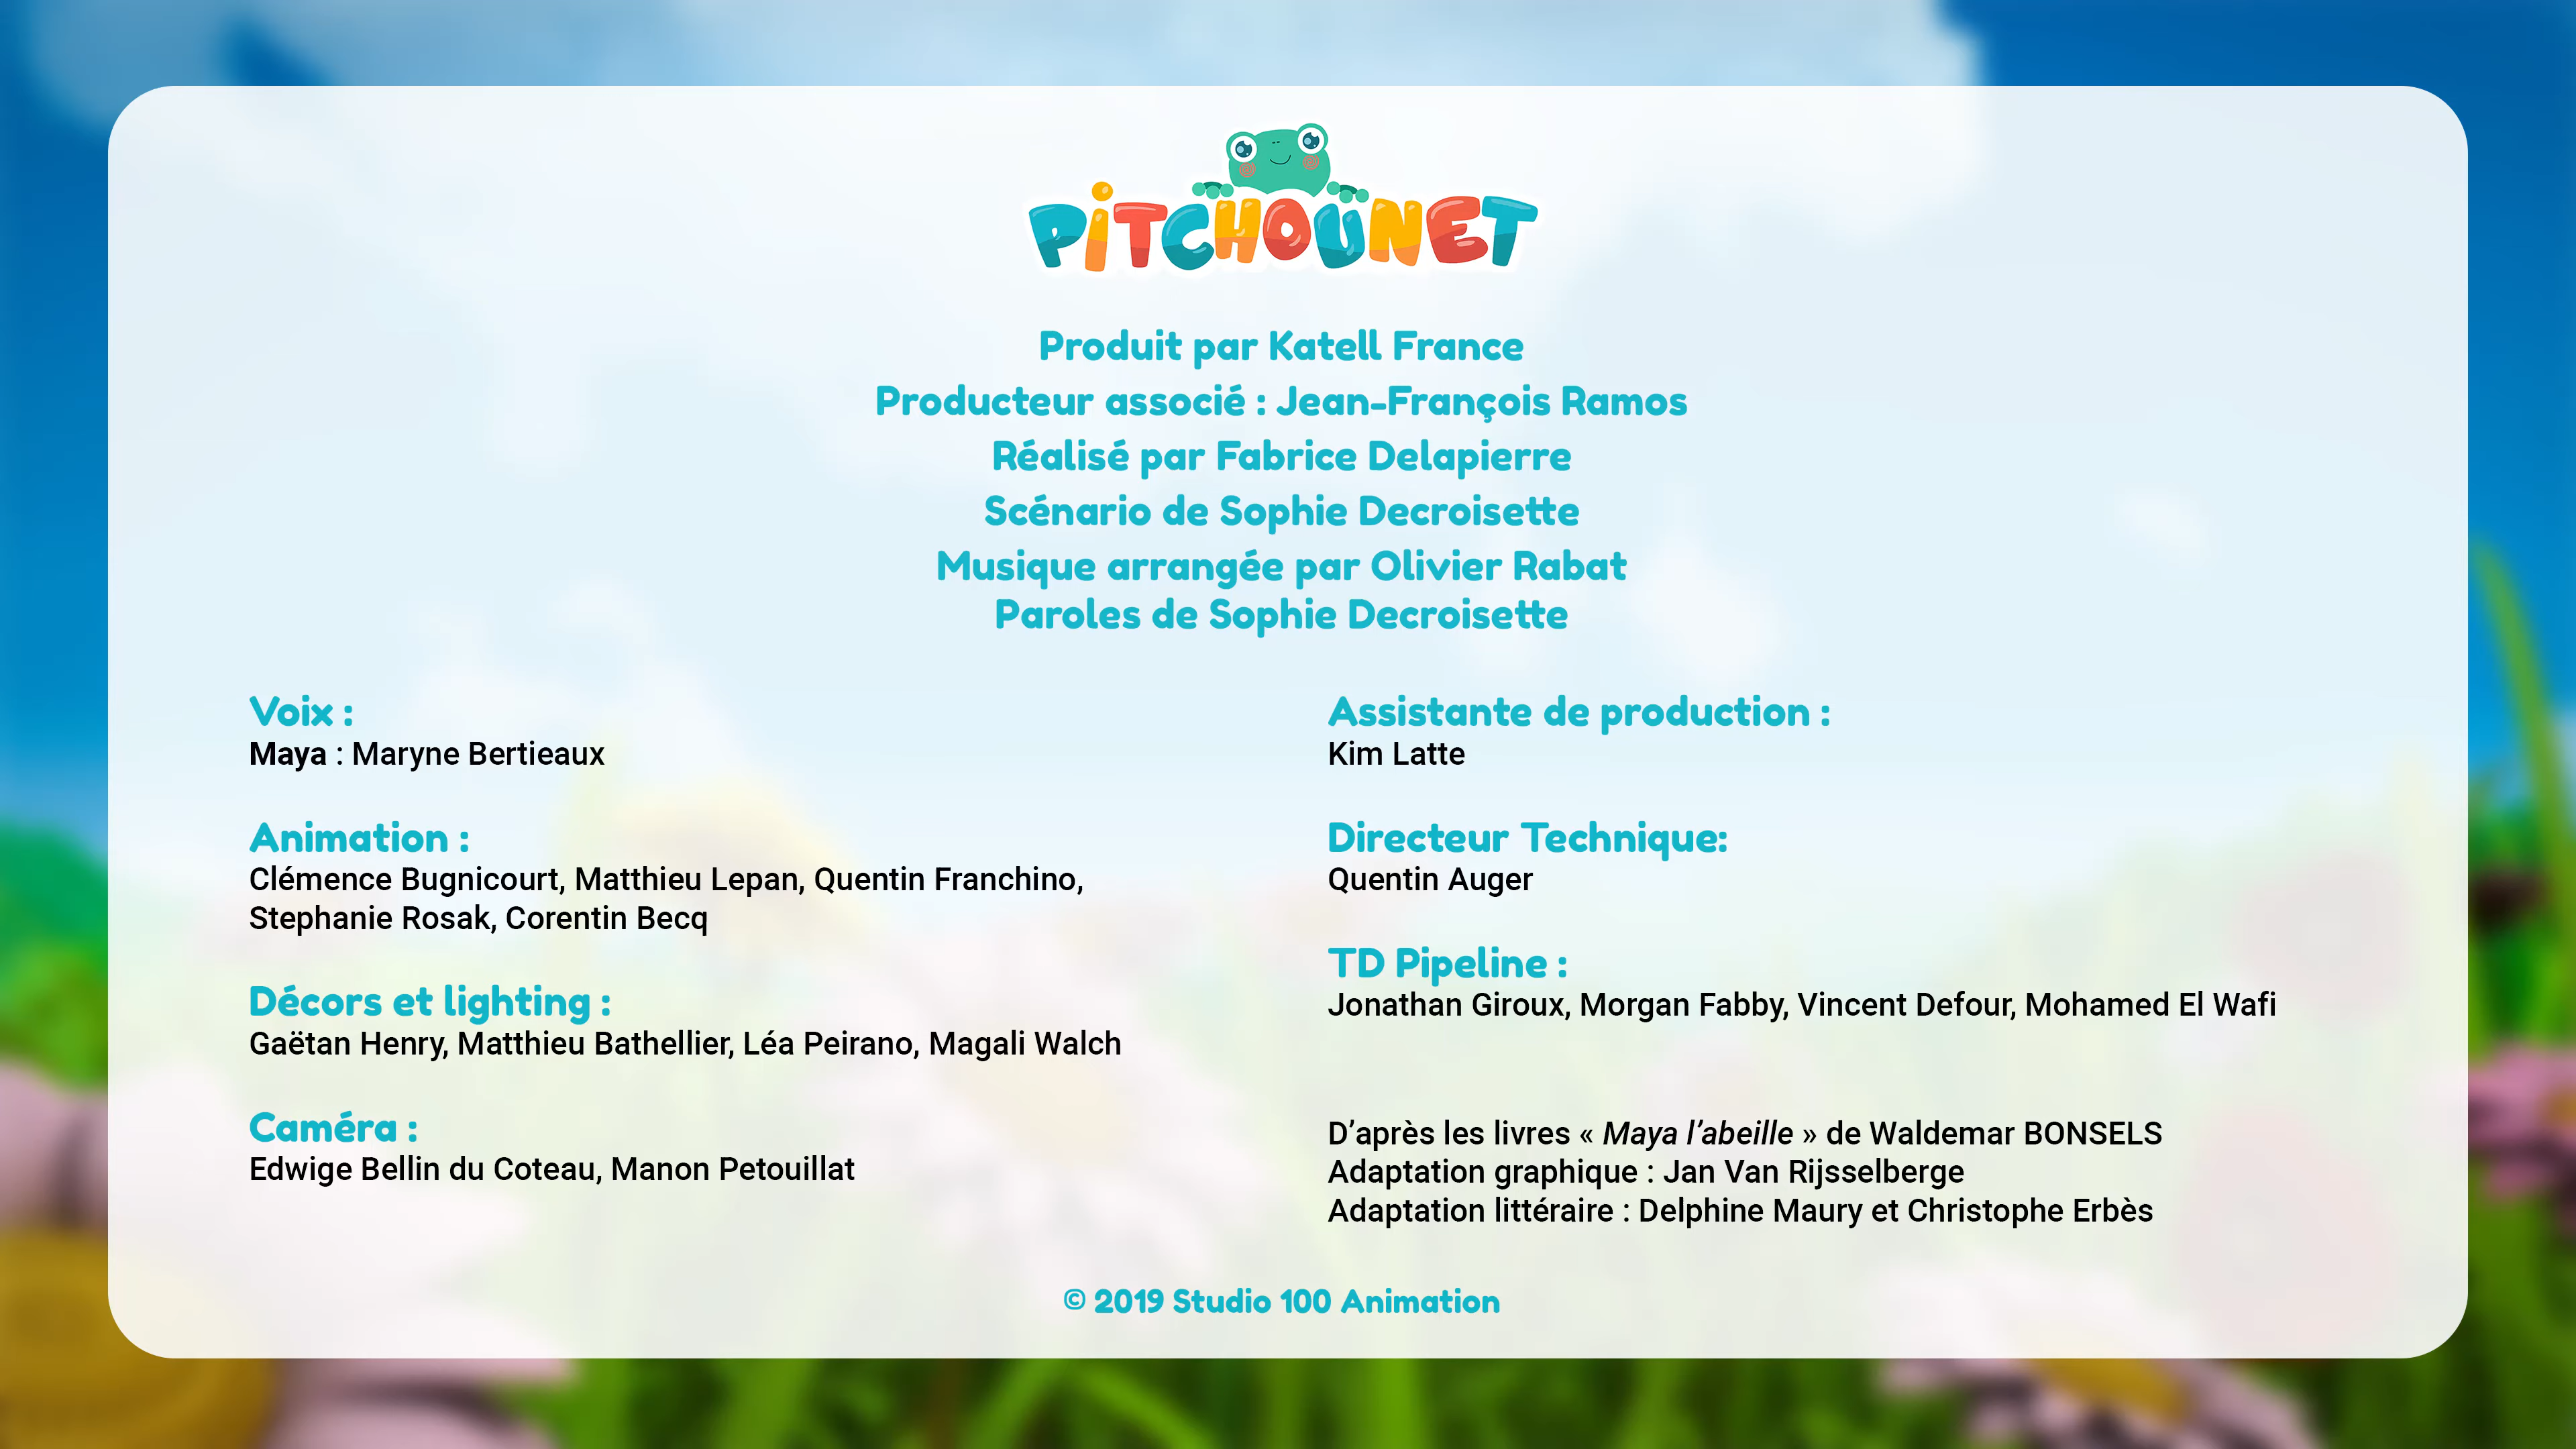 PiTCHOUNET
Produit par Katell France
Producteur associé : Jean-François Ramos
Réalisé par Fabrice Delapierre
Scénario de Sophie Decroisette
Musique arrangée par Olivier Rabat
Paroles de Sophie Decroisette
Voix :
Maya : Maryne Bertieaux
Animation :
Clémence Bugnicourt, Matthieu Lepan, Quentin Franchino,
Stephanie Rosak, Corentin Becq
Décors et lighting :
Gaëtan Henry, Matthieu Bathellier, Léa Peirano, Magali Walch
Caméra :
Edwige Bellin du Coteau, Manon Petouillat
Assistante de production :
Kim Latte
Directeur Technique:
Quentin Auger
TD Pipeline :
Jonathan Giroux, Morgan Fabby, Vincent Defour, Mohamed El Wafi
D’après les livres « Maya l’abeille » de Waldemar BONSELS
Adaptation graphique : Jan Van Rijsselberge
Adaptation littéraire : Delphine Maury et Christophe Erbès
© 2019 Studio 100 Animation